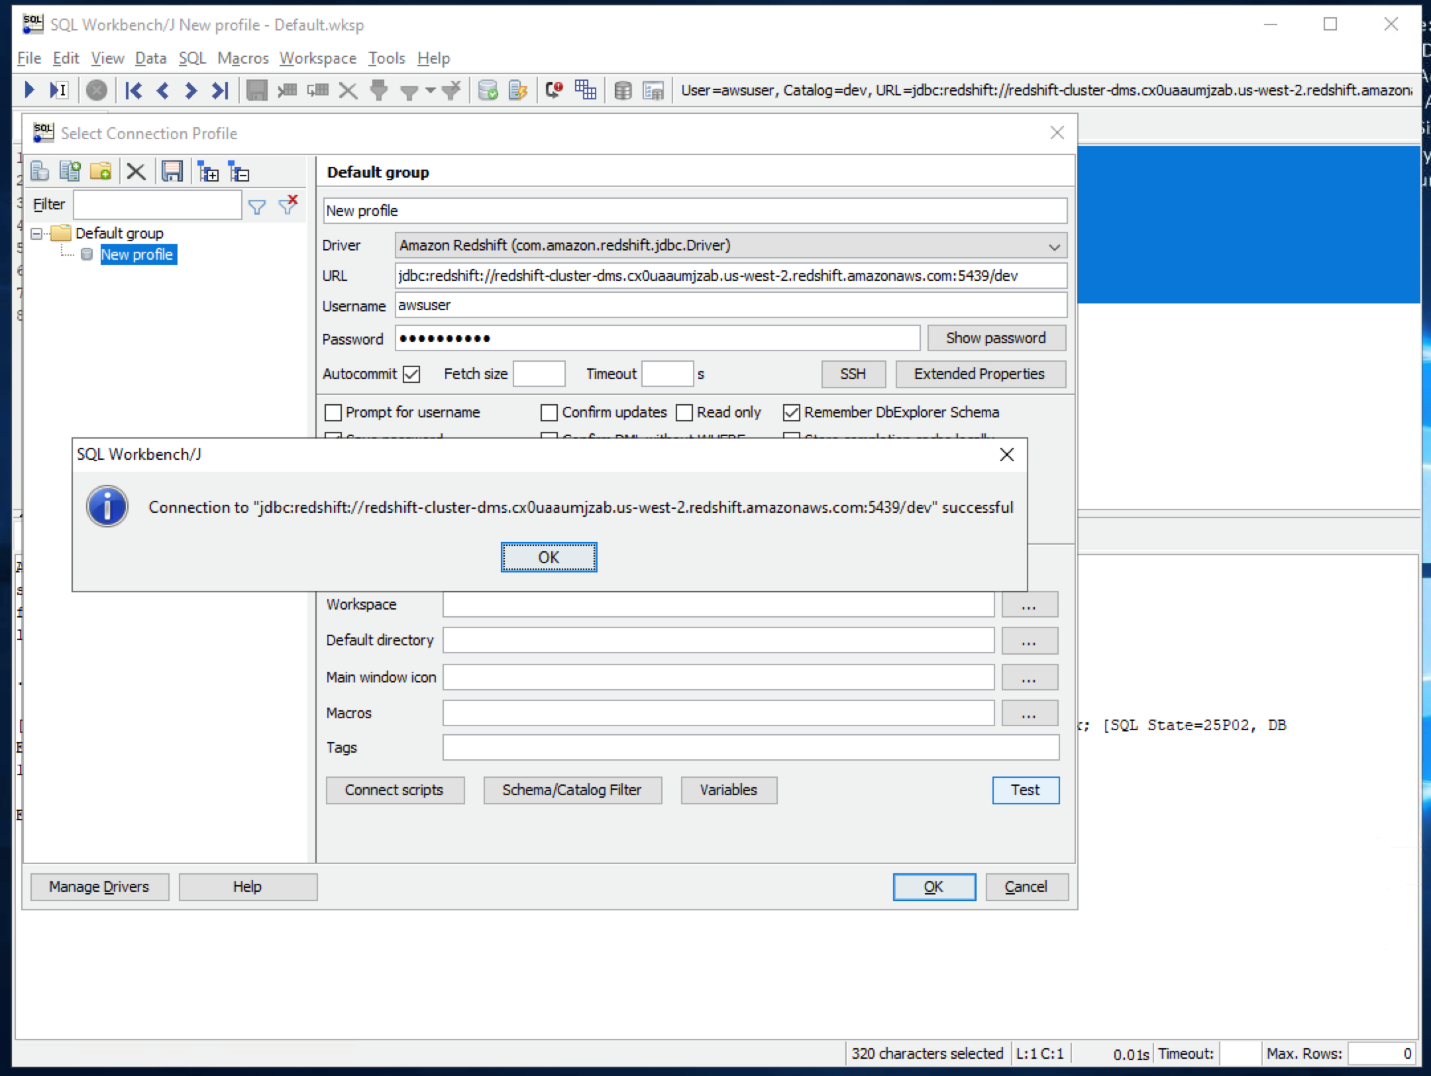 SQL Workbench/J New profile - Default.wksp
File Edit View Data SQL Macros Workspace Tools Help
User=awsuser, Catalog=dev, URL=jdbc:redshift://redshift-cluster-dms.cx0uaaumjzab.us-west-2.redshift.amazon
Select Connection Profile
Default group
Filter
New profile
Default group
New profile
Driver Amazon Redshift (com.amazon.redshift.jdbc.Driver)
URL jdbc:redshift://redshift-cluster-dms.cx0uaaumjzab.us-west-2.redshift.amazonaws.com:5439/dev
Username awsuser
Password ●●●●●●●●●● Show password
Autocommit Fetch size Timeout s SSH Extended Properties
Prompt for username Confirm updates Read only Remember DbExplorer Schema
SQL Workbench/J
Connection to "jdbc:redshift://redshift-cluster-dms.cx0uaaumjzab.us-west-2.redshift.amazonaws.com:5439/dev" successful
OK
Workspace ...
Default directory ...
Main window icon ...
Macros ...
Tags
; [SQL State=25P02, DB
Connect scripts Schema/Catalog Filter Variables Test
Manage Drivers Help OK Cancel
320 characters selected L:1 C:1 0.01s Timeout: Max. Rows: 0